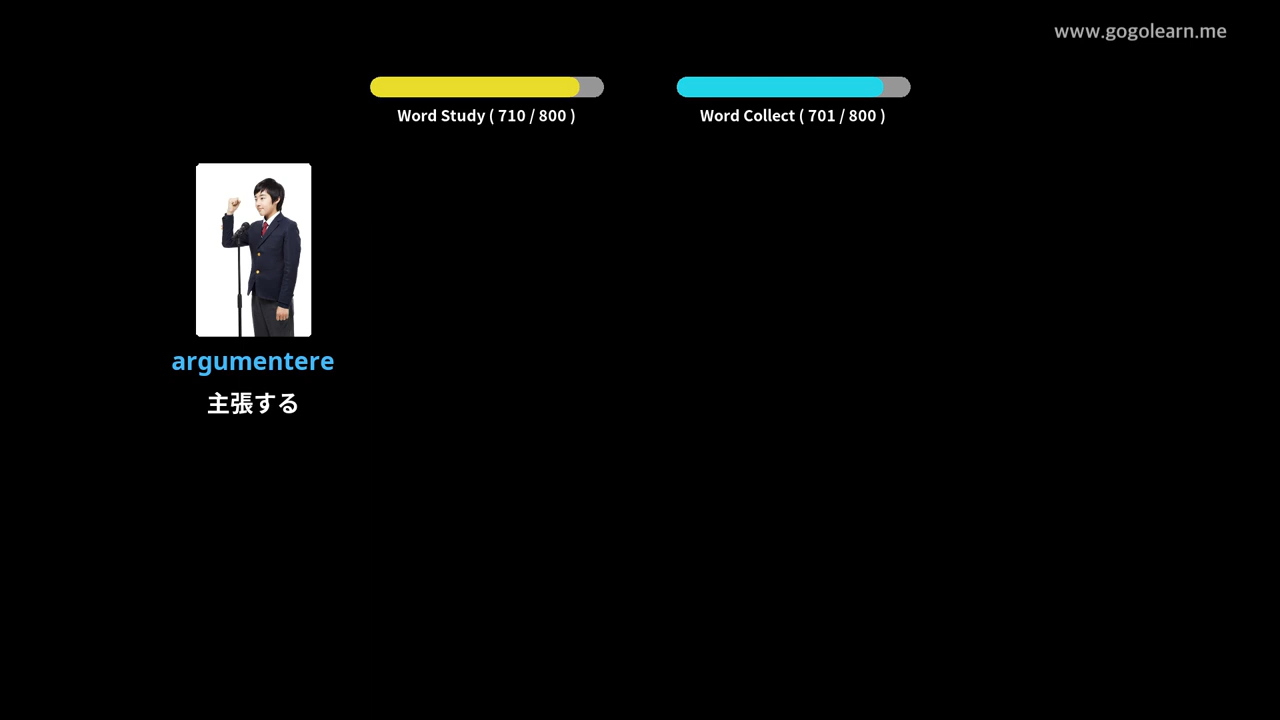 www.gogolearn.me
Word Study ( 710 / 800 )
Word Collect ( 701 / 800 )
argumentere
主張する